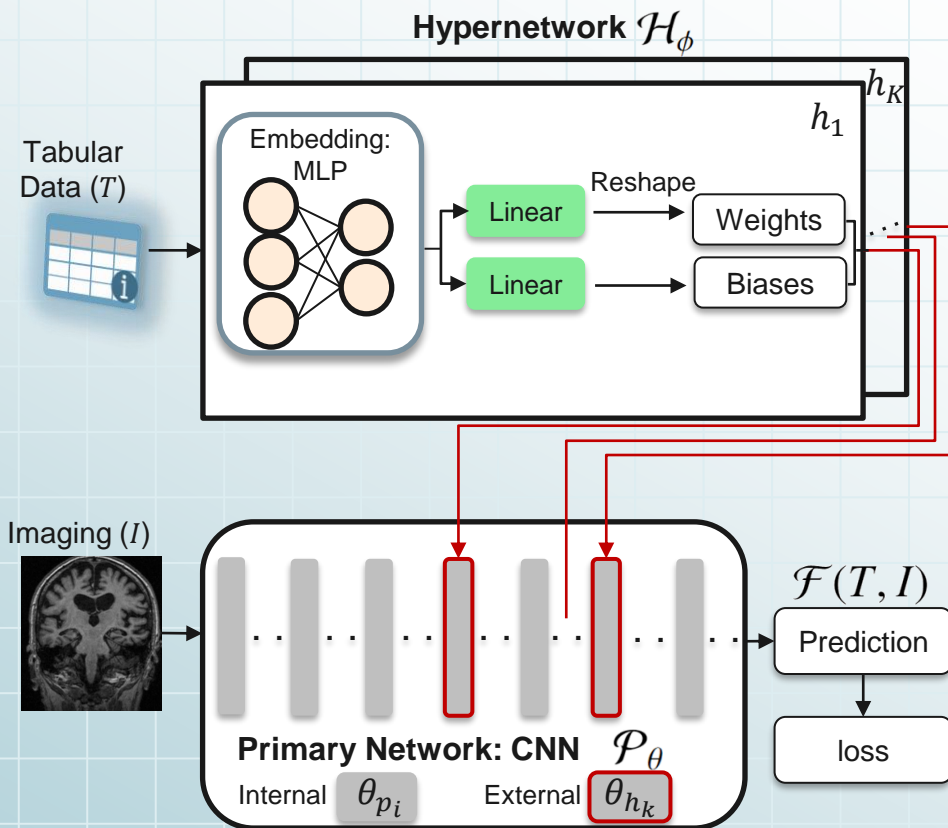 Hypernetwork ℋ_ϕ
h_K
h_1
Tabular
Data (T)
Embedding:
MLP
Linear
Reshape
Weights
Linear
Biases
Imaging (I)
ℱ(T, I)
Prediction
loss
Primary Network: CNN 𝒫_θ
Internal θ_{p_i} External θ_{h_k}